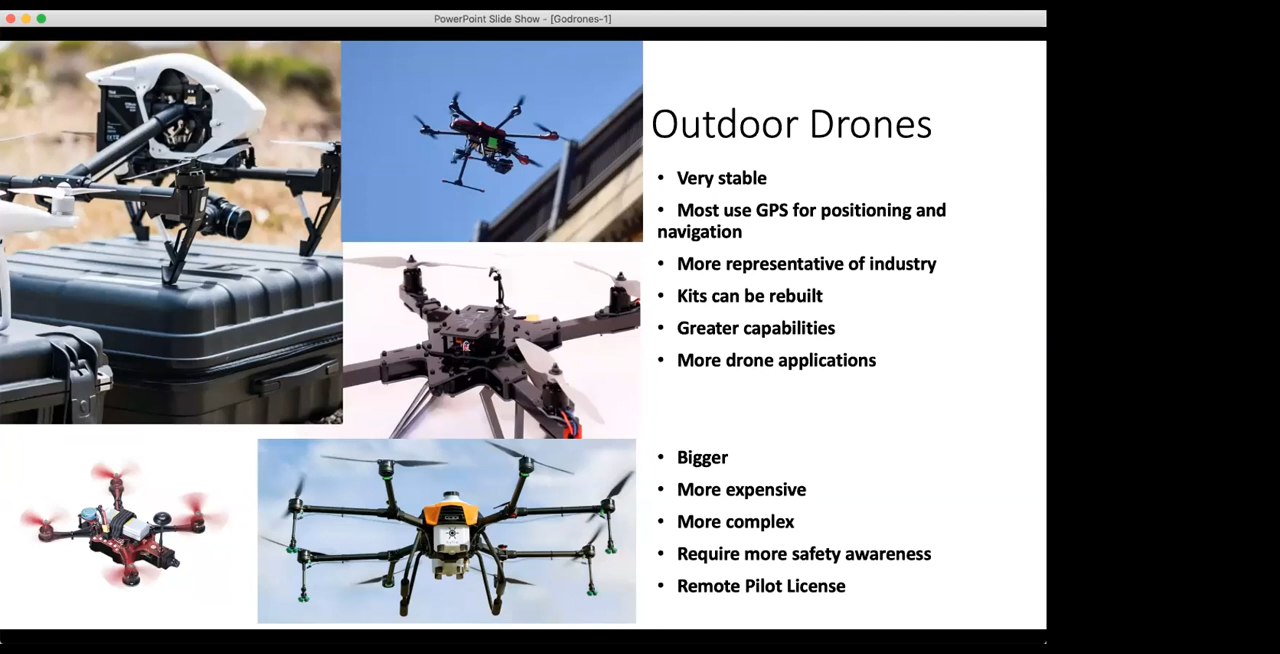 PowerPoint Slide Show - [Godrones-1]
Outdoor Drones
• Very stable
• Most use GPS for positioning and
navigation
• More representative of industry
• Kits can be rebuilt
• Greater capabilities
• More drone applications
• Bigger
• More expensive
• More complex
• Require more safety awareness
• Remote Pilot License